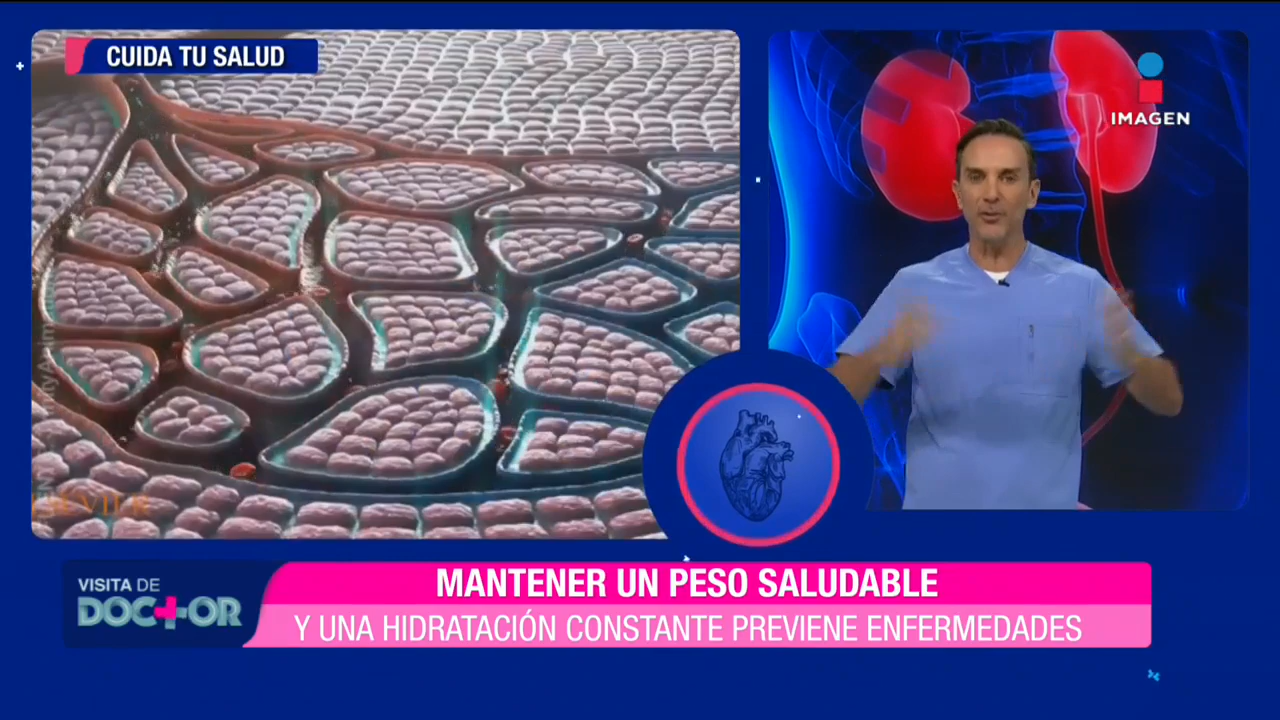 CUIDA TU SALUD
IMAGEN
VISITA DE
DOCTOR
MANTENER UN PESO SALUDABLE
Y UNA HIDRATACIÓN CONSTANTE PREVIENE ENFERMEDADES